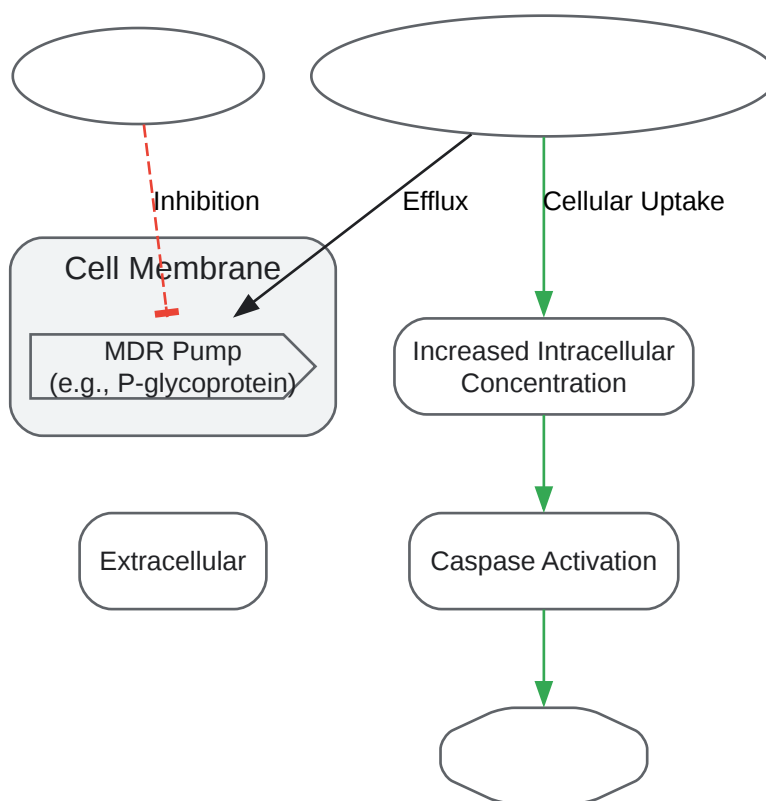 Inhibition
Efflux
Cellular Uptake
Cell Membrane
MDR Pump
(e.g., P-glycoprotein)
Increased Intracellular
Concentration
Extracellular
Caspase Activation